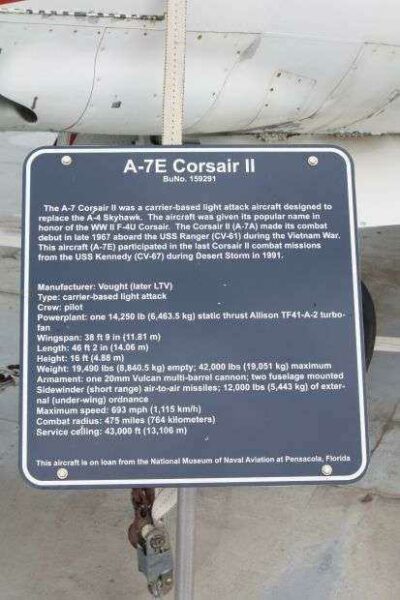 A-7E Corsair II
BuNo. 159291
The A-7 Corsair II was a carrier-based light attack aircraft designed to
replace the A-4 Skyhawk. The aircraft was given its popular name in
honor of the WW II F-4U Corsair. The Corsair II (A-7A) made its combat
debut in late 1967 aboard the USS Ranger (CV-61) during the Vietnam War.
This aircraft (A-7E) participated in the last Corsair II combat missions
from the USS Kennedy (CV-67) during Desert Storm in 1991.
Manufacturer: Vought (later LTV)
Type: carrier-based light attack
Crew: pilot
Powerplant: one 14,250 lb (6,463.5 kg) static thrust Allison TF41-A-2 turbo-
fan
Wingspan: 38 ft 9 in (11.81 m)
Length: 46 ft 2 in (14.06 m)
Height: 16 ft (4.88 m)
Weight: 19,490 lbs (8,840.5 kg) empty; 42,000 lbs (19,051 kg) maximum
Armament: one 20mm Vulcan multi-barrel cannon; two fuselage mounted
Sidewinder (short range) air-to-air missiles; 12,000 lbs (5,443 kg) of exter-
nal (under-wing) ordnance
Maximum speed: 693 mph (1,115 km/h)
Combat radius: 475 miles (764 kilometers)
Service ceiling: 43,000 ft (13,106 m)
This aircraft is on loan from the National Museum of Naval Aviation at Pensacola, Florida